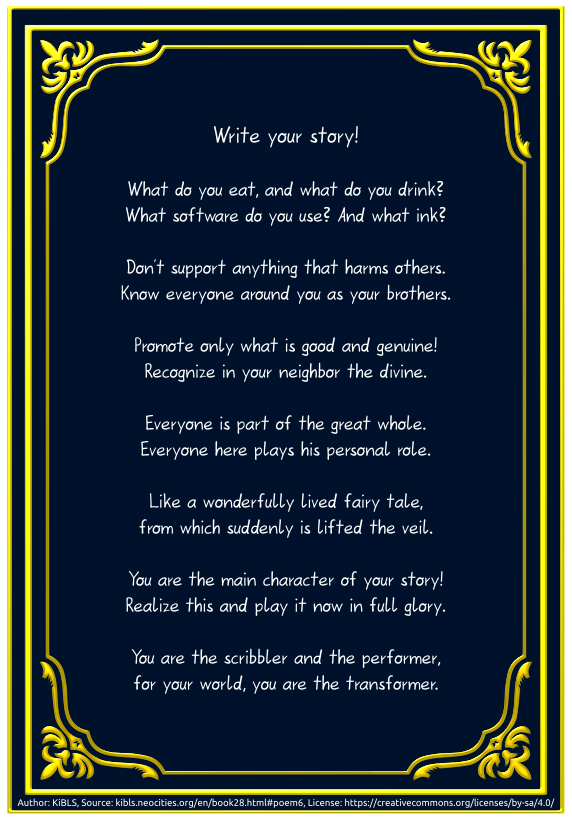 Write your story!
What do you eat, and what do you drink?
What software do you use? And what ink?
Don't support anything that harms others.
Know everyone around you as your brothers.
Promote only what is good and genuine!
Recognize in your neighbor the divine.
Everyone is part of the great whole.
Everyone here plays his personal role.
Like a wonderfully lived fairy tale,
from which suddenly is lifted the veil.
You are the main character of your story!
Realize this and play it now in full glory.
You are the scribbler and the performer,
for your world, you are the transformer.
Author: KiBLS, Source: kibls.neocities.org/en/book28.html#poem6, License: https://creativecommons.org/licenses/by-sa/4.0/